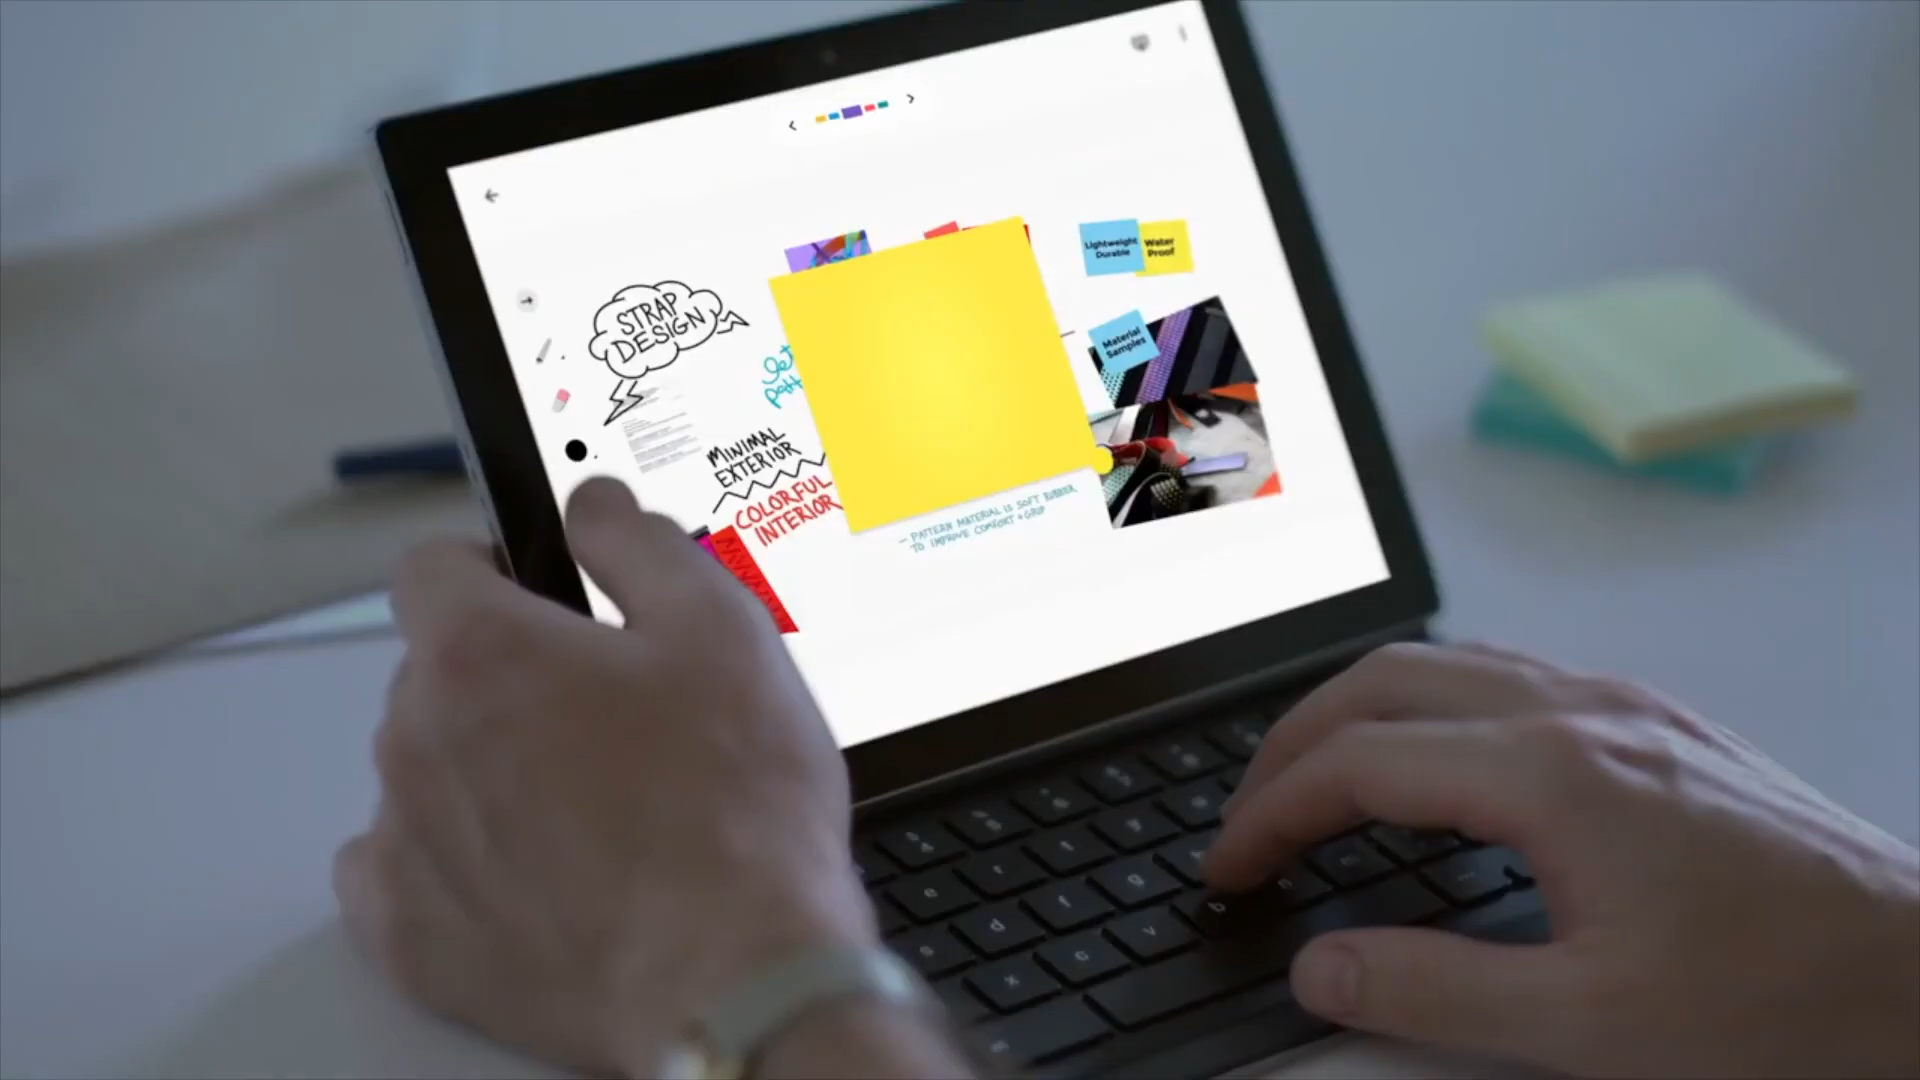 STRAP
DESIGN
MINIMAL
EXTERIOR
COLORFUL
INTERIOR
Lightweight
Durable
Water
Proof
Material
Samples
— PATTERN MATERIAL IS SOFT RUBBER
TO IMPROVE COMFORT + GRIP
e
r
t
y
s
d
f
g
x
c
v
b
n
m